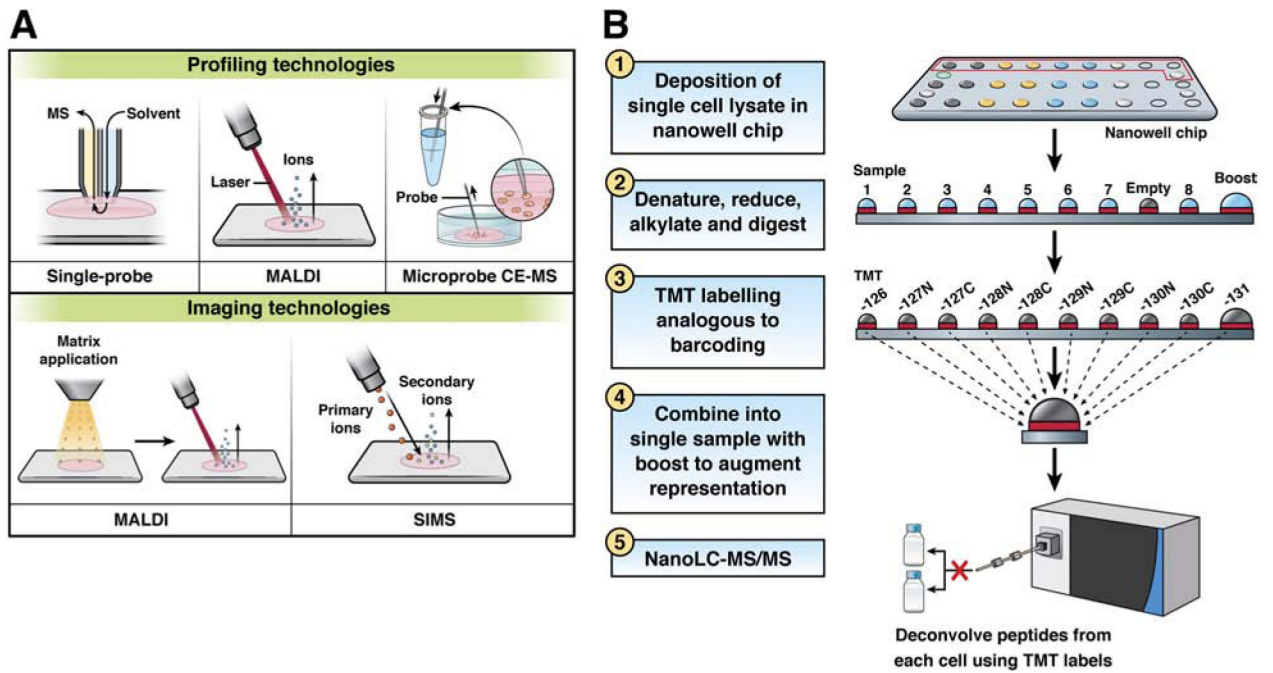 A
Profiling technologies
MS
Solvent
Single-probe
Laser
Ions
MALDI
Probe
Microprobe CE-MS
Imaging technologies
Matrix
application
MALDI
Primary
ions
Secondary
ions
SIMS
B
1
Deposition of
single cell lysate in
nanowell chip
2
Denature, reduce,
alkylate and digest
3
TMT labelling
analogous to
barcoding
4
Combine into
single sample with
boost to augment
representation
5
NanoLC-MS/MS
Nanowell chip
Sample
1 2 3 4 5 6 7 Empty 8 Boost
TMT
-126 -127N -127C -128N -128C -129N -129C -130N -130C -131
Deconvolve peptides from
each cell using TMT labels